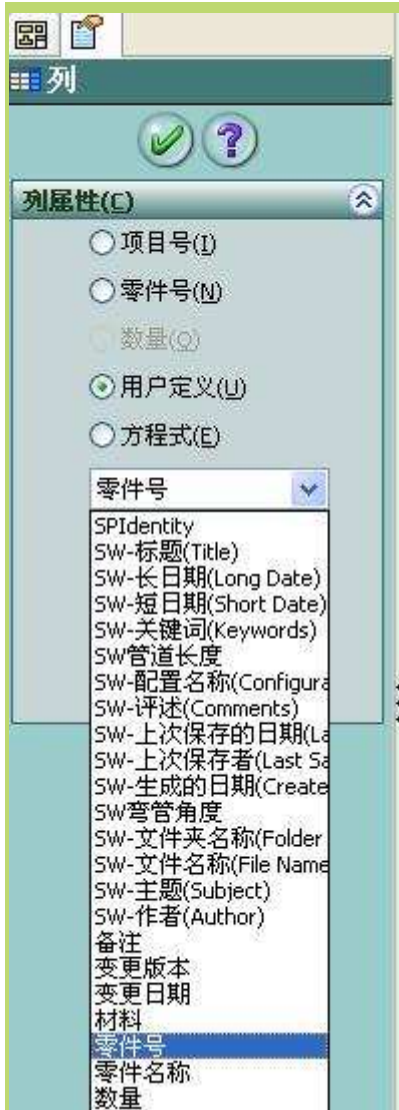 列
列属性(C)
项目号(I)
零件号(N)
数量(Q)
用户定义(U)
方程式(E)
零件号
SPIdentity
SW-标题(Title)
SW-长日期(Long Date)
SW-短日期(Short Date)
SW-关键词(Keywords)
SW管道长度
SW-配置名称(Configura
SW-评述(Comments)
SW-上次保存的日期(La
SW-上次保存者(Last Sa
SW-生成的日期(Create
SW弯管角度
SW-文件夹名称(Folder
SW-文件名称(File Name
SW-主题(Subject)
SW-作者(Author)
备注
变更版本
变更日期
材料
零件号
零件名称
数量